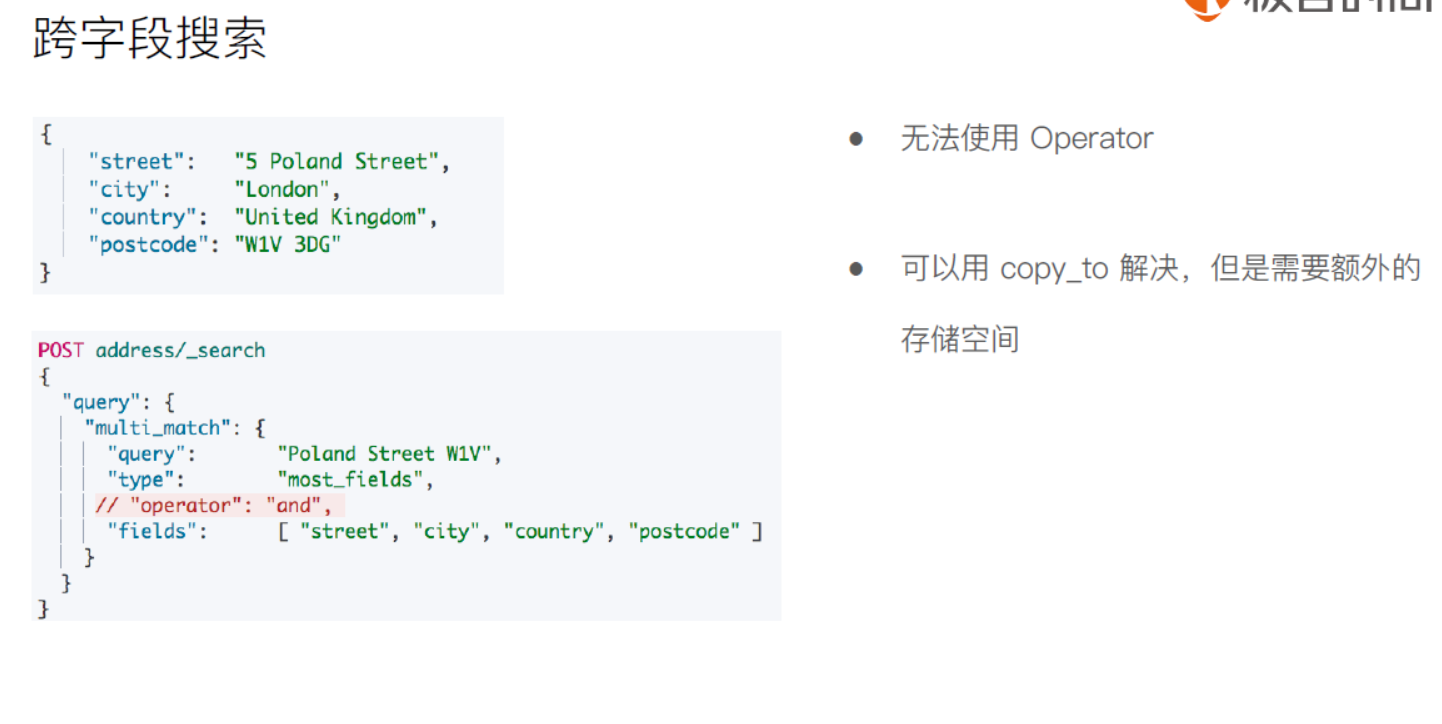 跨字段搜索
{
"street": "5 Poland Street",
"city": "London",
"country": "United Kingdom",
"postcode": "W1V 3DG"
}
POST address/_search
{
"query": {
"multi_match": {
"query": "Poland Street W1V",
"type": "most_fields",
// "operator": "and",
"fields": [ "street", "city", "country", "postcode" ]
}
}
}
● 无法使用 Operator
● 可以用 copy_to 解决，但是需要额外的
存储空间